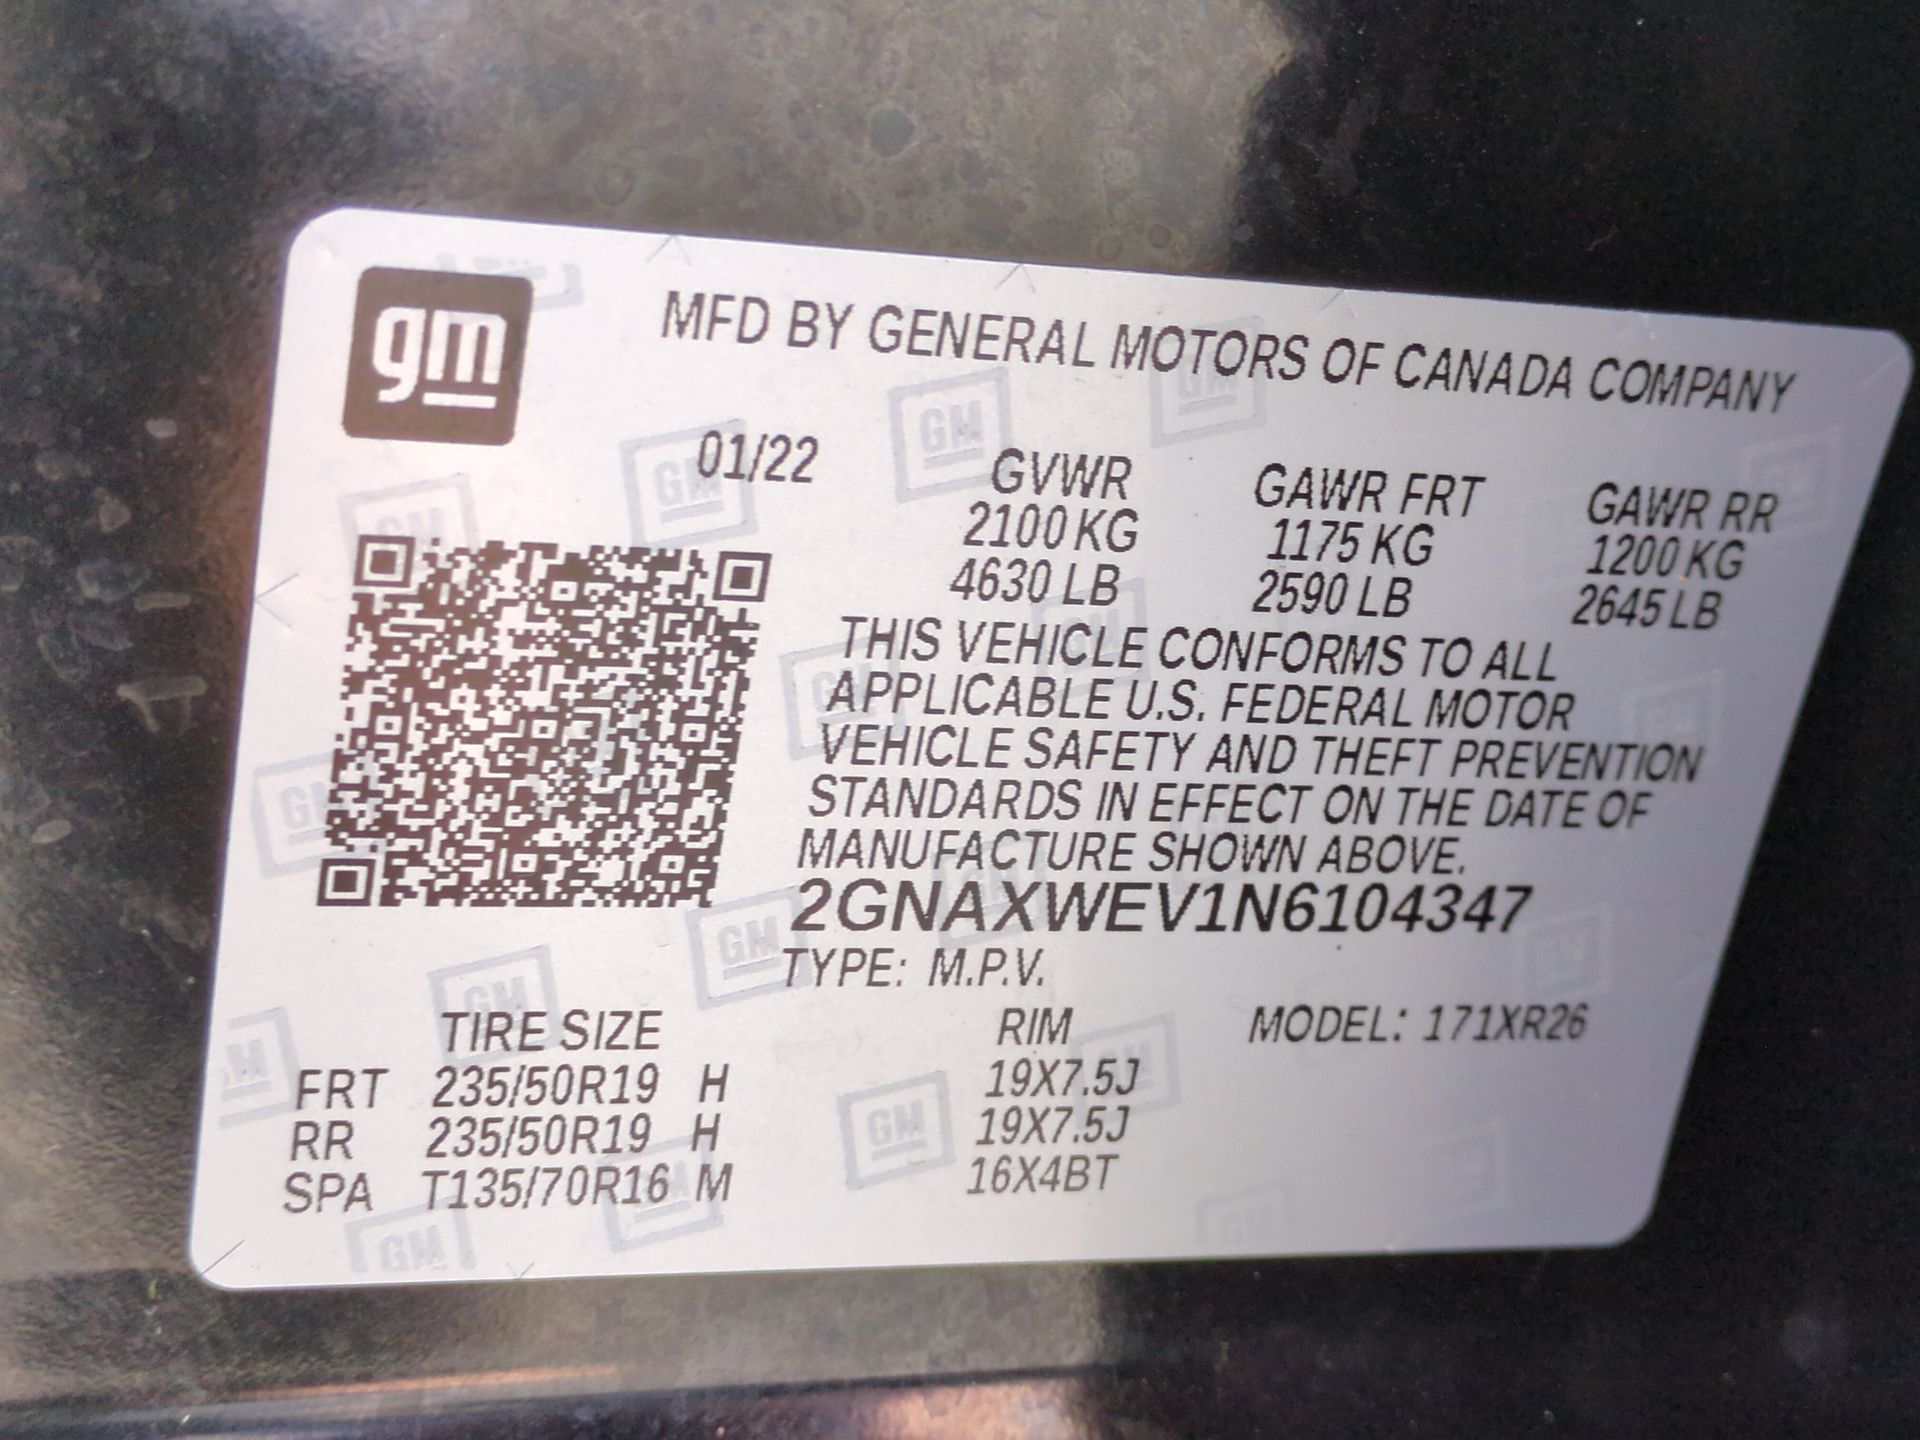 gm
MFD BY GENERAL MOTORS OF CANADA COMPANY
01/22 GVWR GAWR FRT GAWR RR
2100 KG 1175 KG 1200 KG
4630 LB 2590 LB 2645 LB
THIS VEHICLE CONFORMS TO ALL
APPLICABLE U.S. FEDERAL MOTOR
VEHICLE SAFETY AND THEFT PREVENTION
STANDARDS IN EFFECT ON THE DATE OF
MANUFACTURE SHOWN ABOVE.
2GNAXWEV1N6104347
TYPE: M.P.V.
TIRE SIZE RIM MODEL: 171XR26
FRT 235/50R19 H 19X7.5J
RR 235/50R19 H 19X7.5J
SPA T135/70R16 M 16X4BT